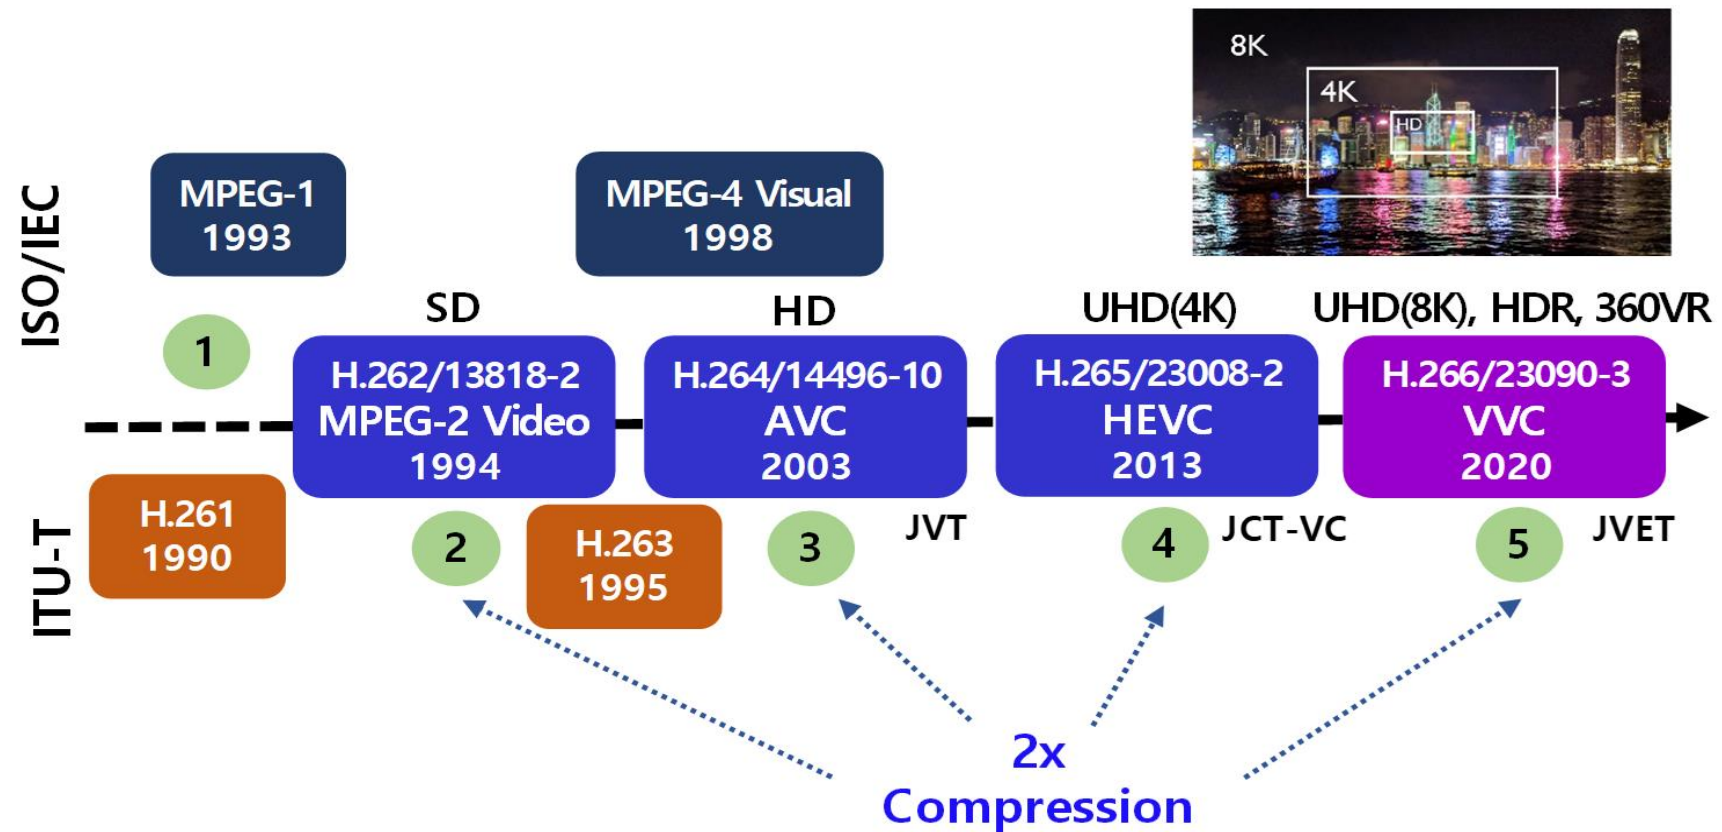 8K
4K
HD
ISO/IEC
MPEG-1
1993
MPEG-4 Visual
1998
SD
HD
UHD(4K)
UHD(8K), HDR, 360VR
1
H.262/13818-2
MPEG-2 Video
1994
H.264/14496-10
AVC
2003
H.265/23008-2
HEVC
2013
H.266/23090-3
VVC
2020
ITU-T
H.261
1990
2
H.263
1995
3
JVT
4
JCT-VC
5
JVET
2x
Compression